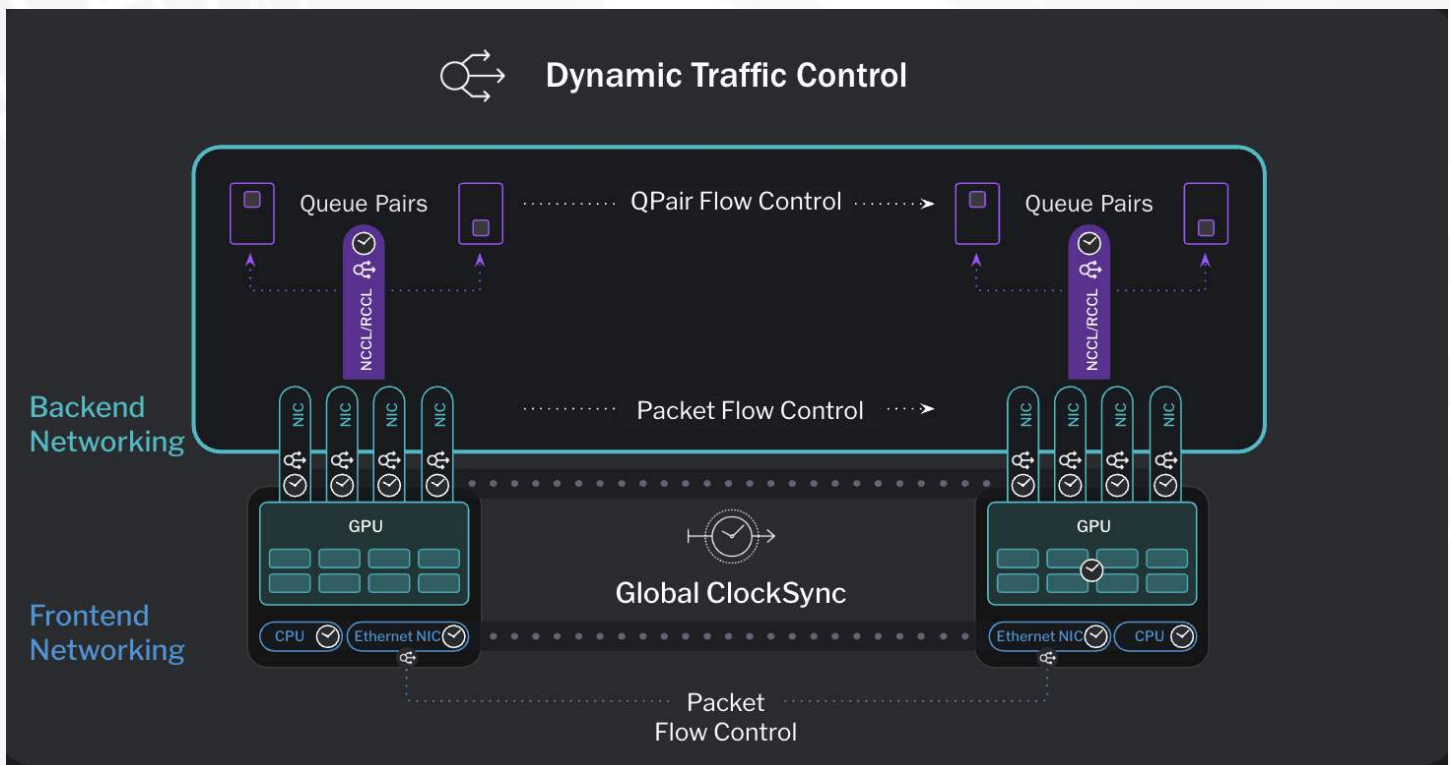 Dynamic Traffic Control
Queue Pairs
QPair Flow Control
Queue Pairs
NCCL/RCCL
NCCL/RCCL
Backend
Networking
NIC
NIC
NIC
NIC
Packet Flow Control
NIC
NIC
NIC
NIC
GPU
GPU
Global ClockSync
Frontend
Networking
CPU
Ethernet NIC
Ethernet NIC
CPU
Packet
Flow Control